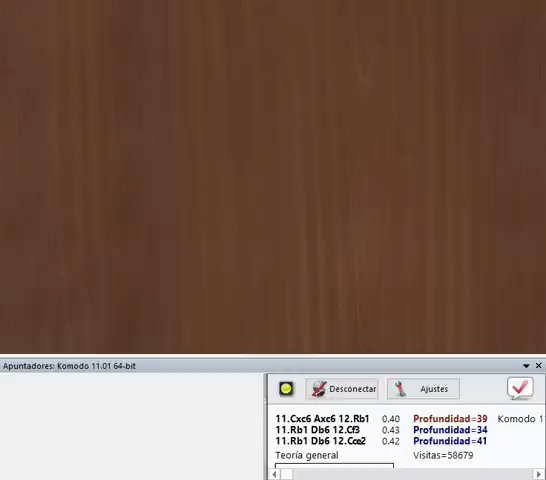 Apuntadores: Komodo 11.01 64-bit
Desconectar Ajustes
11.Cxc6 Axc6 12.Rb1 0.40 Profundidad=39 Komodo 1
11.Rb1 Db6 12.Cf3 0.43 Profundidad=34
11.Rb1 Db6 12.Cce2 0.42 Profundidad=41
Teoría general Visitas=58679